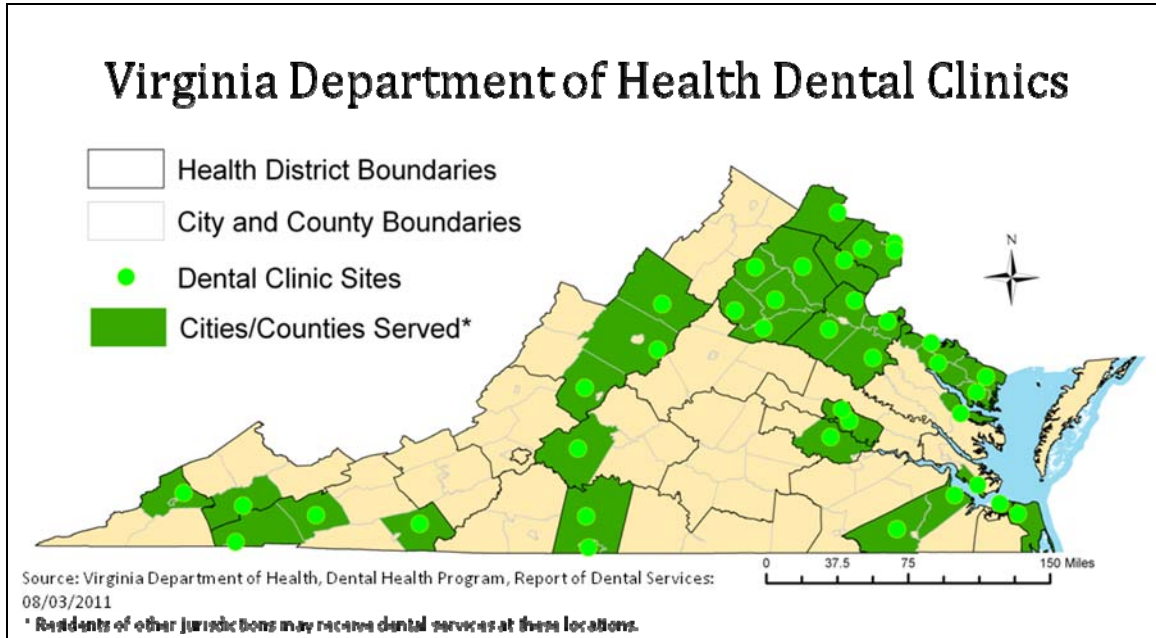 Virginia Department of Health Dental Clinics
Health District Boundaries
City and County Boundaries
Dental Clinic Sites
Cities/Counties Served*
N
0 37.5 75 150 Miles
Source: Virginia Department of Health, Dental Health Program, Report of Dental Services:
08/03/2011
* Residents of other jurisdictions may receive dental services at these locations.